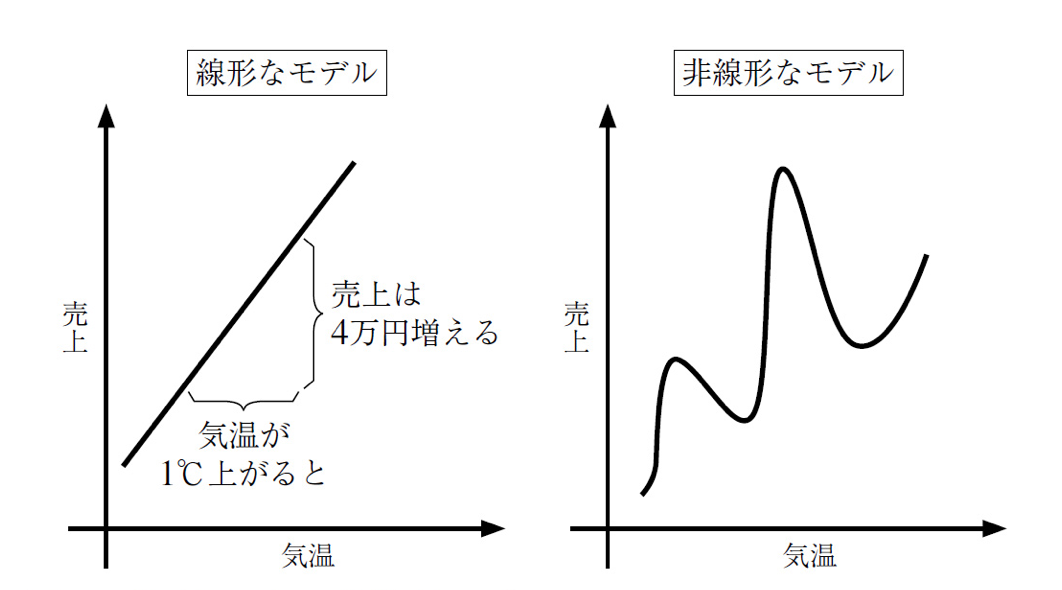 線形なモデル
売上
売上は
4万円増える
気温が
1℃上がると
気温
非線形なモデル
売上
気温